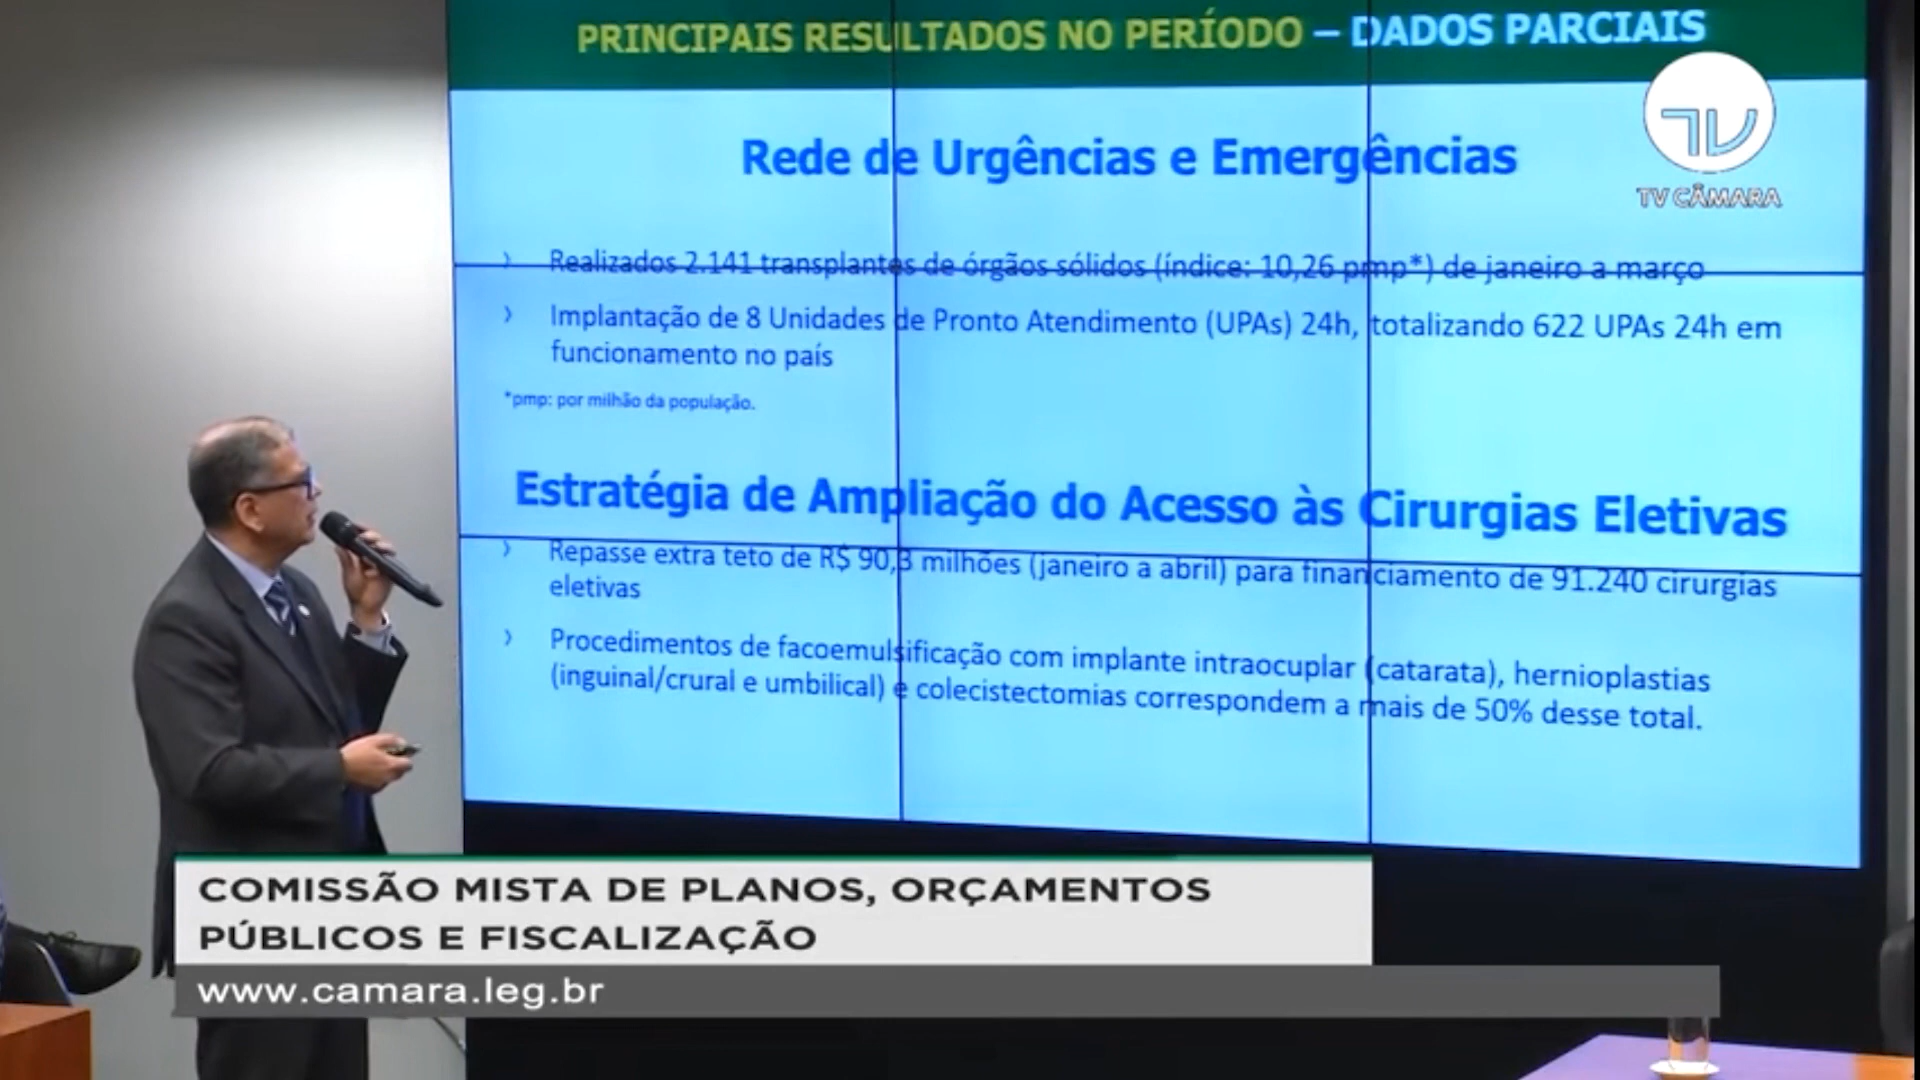 PRINCIPAIS RESULTADOS NO PERÍODO – DADOS PARCIAIS
TV
TV CÂMARA
Rede de Urgências e Emergências
Realizados 2.141 transplantes de órgãos sólidos (índice: 10,26 pmp*) de janeiro a março
Implantação de 8 Unidades de Pronto Atendimento (UPAs) 24h, totalizando 622 UPAs 24h em
funcionamento no país
*pmp: por milhão da população.
Estratégia de Ampliação do Acesso às Cirurgias Eletivas
Repasse extra teto de R$ 90,3 milhões (janeiro a abril) para financiamento de 91.240 cirurgias
eletivas
Procedimentos de facoemulsificação com implante intraocuplar (catarata), hernioplastias
(inguinal/crural e umbilical) e colecistectomias correspondem a mais de 50% desse total.
COMISSÃO MISTA DE PLANOS, ORÇAMENTOS
PÚBLICOS E FISCALIZAÇÃO
www.camara.leg.br